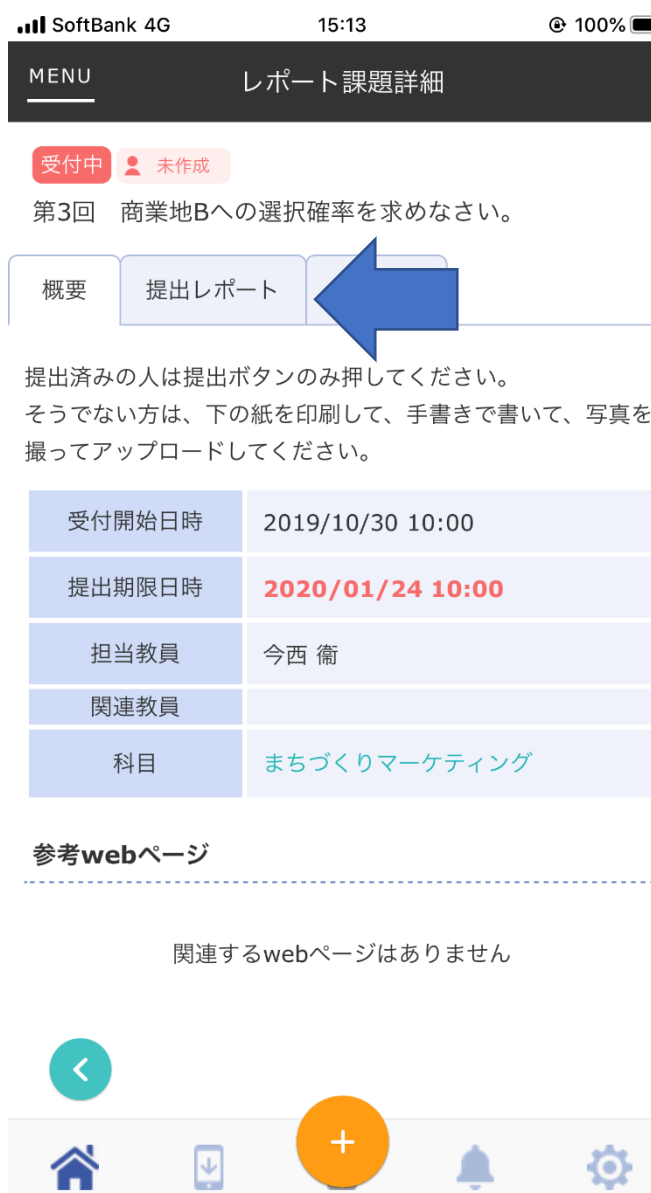 SoftBank 4G 15:13 100%
MENU レポート課題詳細
受付中 未作成
第3回 商業地Bへの選択確率を求めなさい。
概要 提出レポート
提出済みの人は提出ボタンのみ押してください。
そうでない方は、下の紙を印刷して、手書きで書いて、写真を
撮ってアップロードしてください。
受付開始日時 2019/10/30 10:00
提出期限日時 2020/01/24 10:00
担当教員 今西 衞
関連教員
科目 まちづくりマーケティング
参考webページ
関連するwebページはありません